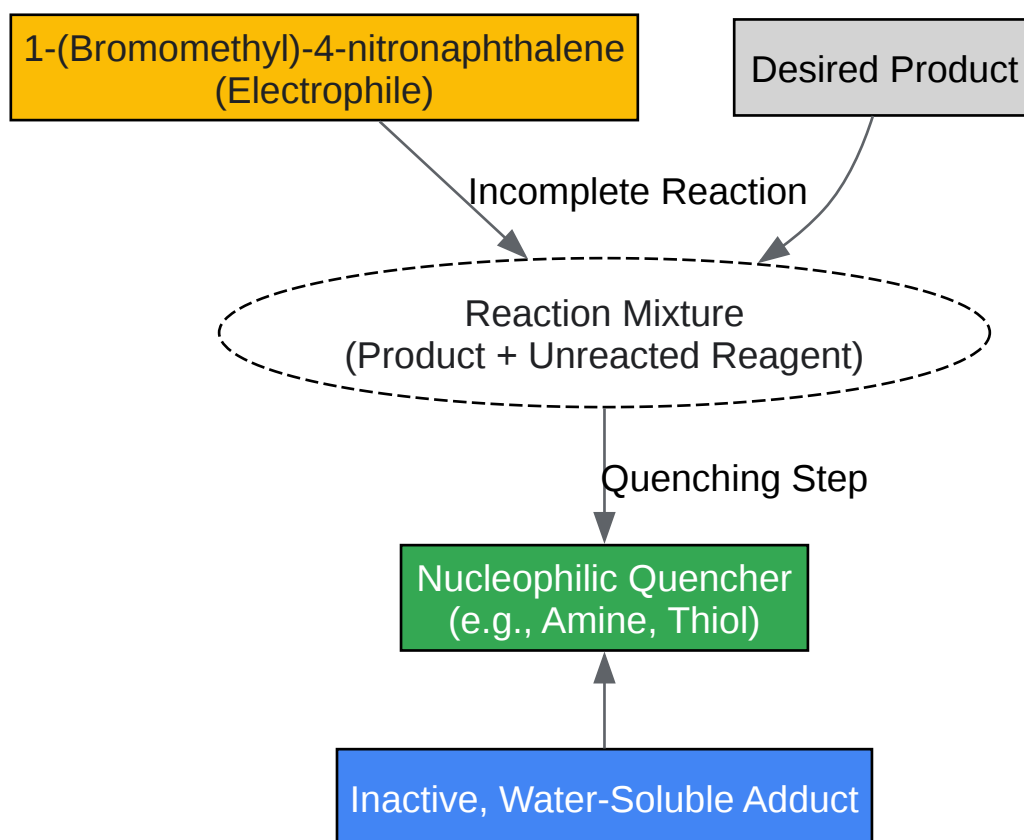 1-(Bromomethyl)-4-nitronaphthalene
(Electrophile)
Desired Product
Incomplete Reaction
Reaction Mixture
(Product + Unreacted Reagent)
Quenching Step
Nucleophilic Quencher
(e.g., Amine, Thiol)
Inactive, Water-Soluble Adduct